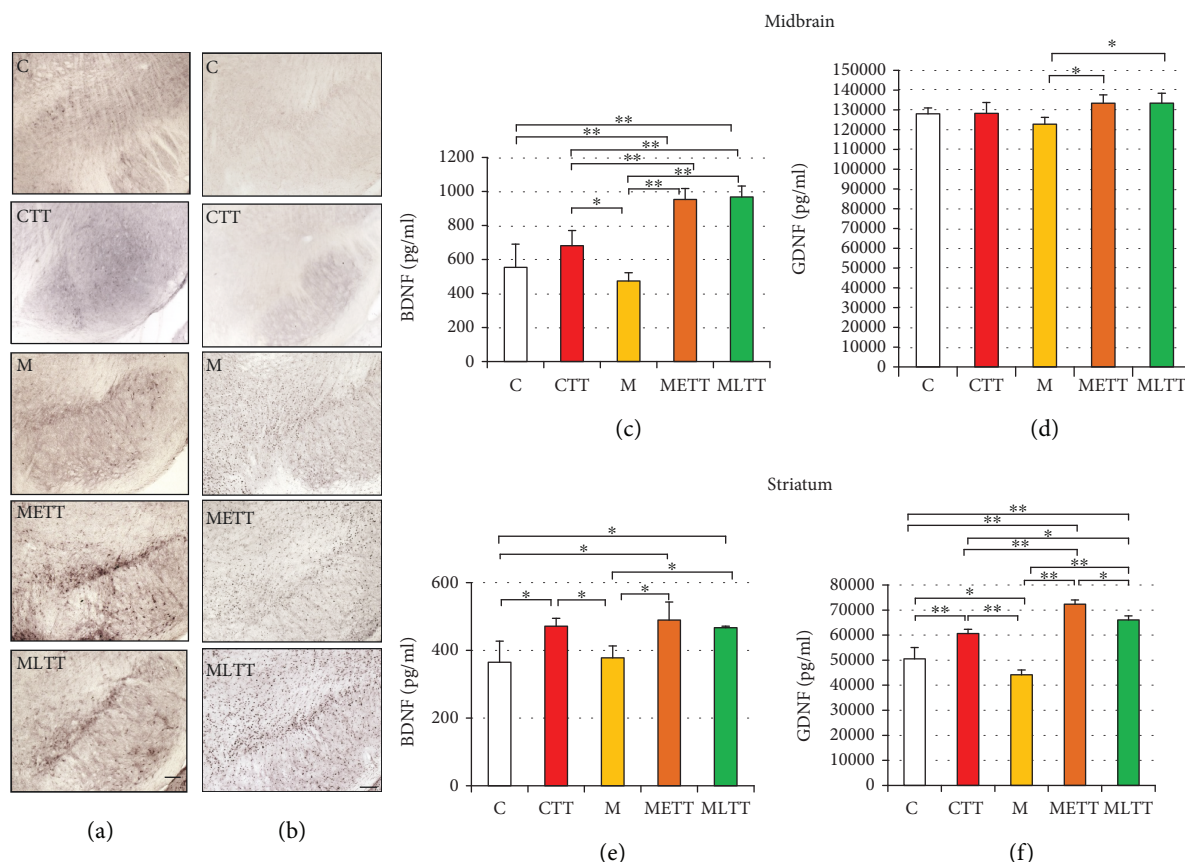 Midbrain
C
CTT
M
METT
MLTT
(a)
C
CTT
M
METT
MLTT
(b)
**
**
**
**
**
**
*
1200
1000
800
600
400
200
0
BDNF (pg/ml)
C CTT M METT MLTT
(c)
*
*
150000
140000
130000
120000
110000
100000
90000
80000
70000
60000
50000
40000
30000
20000
10000
0
GDNF (pg/ml)
C CTT M METT MLTT
(d)
Striatum
*
*
*
* * *
600
400
200
0
BDNF (pg/ml)
C CTT M METT MLTT
(e)
**
**
*
**
**
** *
*
** **
80000
70000
60000
50000
40000
30000
20000
10000
0
GDNF (pg/ml)
C CTT M METT MLTT
(f)